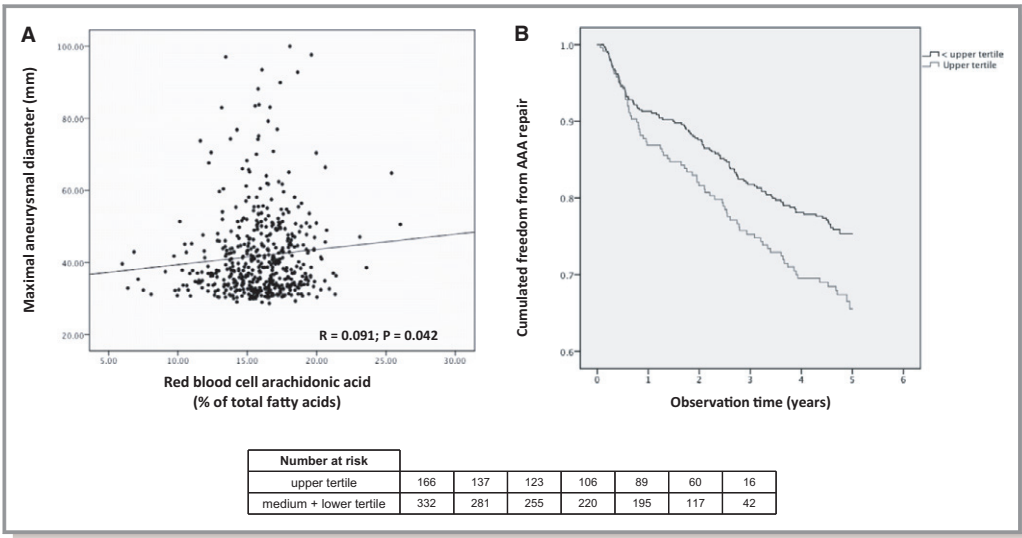 A
Maximal aneurysmal diameter (mm)
100.00
80.00
60.00
40.00
20.00
R = 0.091; P = 0.042
5.00 10.00 15.00 20.00 25.00 30.00
Red blood cell arachidonic acid
(% of total fatty acids)
B
Cumulated freedom from AAA repair
1.0
0.9
0.8
0.7
0.6
< upper tertile
Upper tertile
0 1 2 3 4 5 6
Observation time (years)
Number at risk
upper tertile 166 137 123 106 89 60 16
medium + lower tertile 332 281 255 220 195 117 42